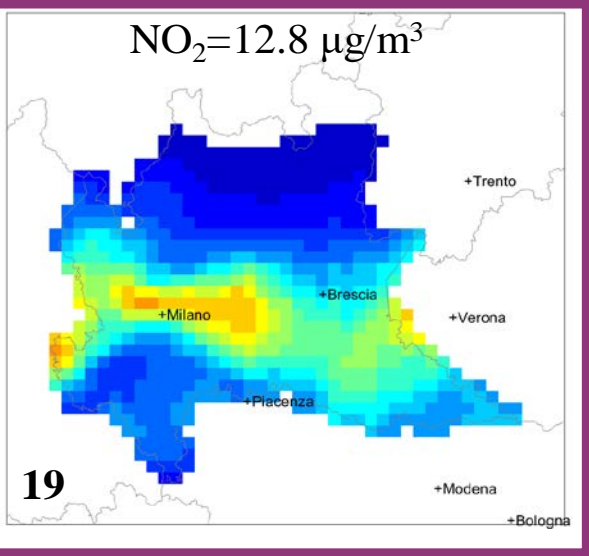 NO₂=12.8 μg/m³
+Trento
+Brescia
+Milano
+Verona
+Piacenza
19
+Modena
+Bologna